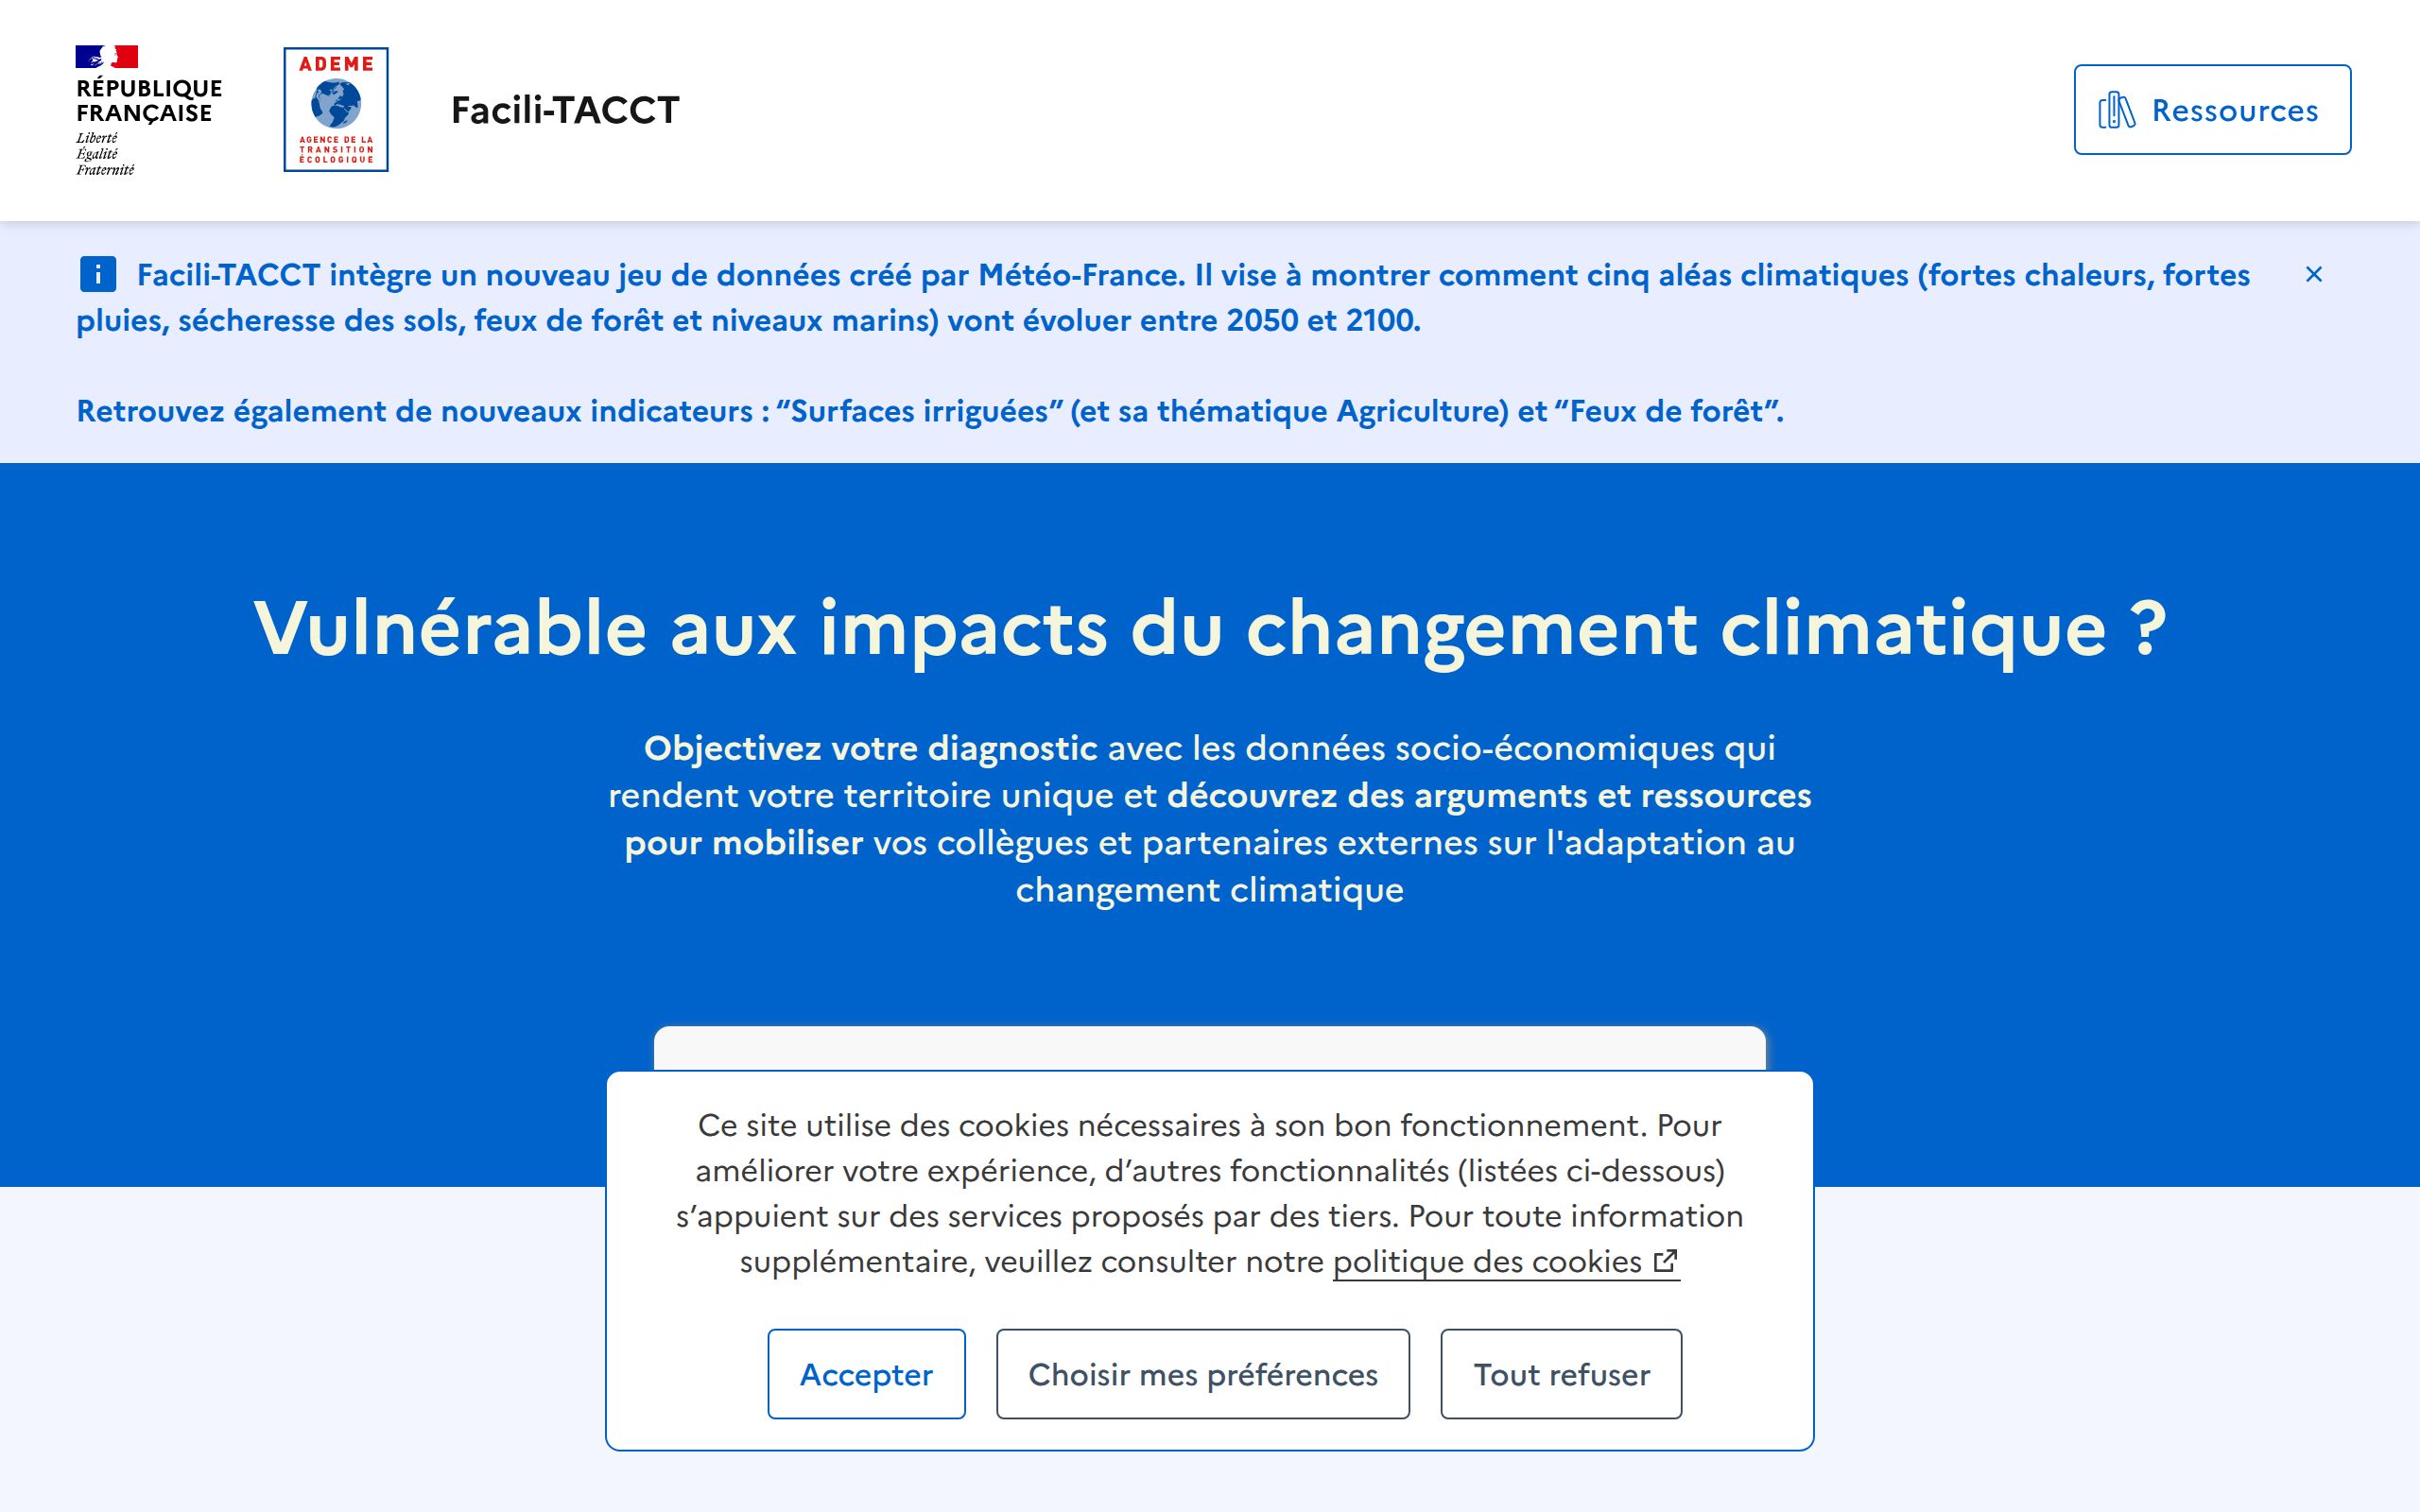 RÉPUBLIQUE
FRANÇAISE
Liberté
Égalité
Fraternité
ADEME
AGENCE DE LA
TRANSITION
ÉCOLOGIQUE
Facili-TACCT
Ressources
Facili-TACCT intègre un nouveau jeu de données créé par Météo-France. Il vise à montrer comment cinq aléas climatiques (fortes chaleurs, fortes
pluies, sécheresse des sols, feux de forêt et niveaux marins) vont évoluer entre 2050 et 2100.
Retrouvez également de nouveaux indicateurs : “Surfaces irriguées” (et sa thématique Agriculture) et “Feux de forêt”.
Vulnérable aux impacts du changement climatique ?
Objectivez votre diagnostic avec les données socio-économiques qui
rendent votre territoire unique et découvrez des arguments et ressources
pour mobiliser vos collègues et partenaires externes sur l'adaptation au
changement climatique
Ce site utilise des cookies nécessaires à son bon fonctionnement. Pour
améliorer votre expérience, d’autres fonctionnalités (listées ci-dessous)
s’appuient sur des services proposés par des tiers. Pour toute information
supplémentaire, veuillez consulter notre politique des cookies
Accepter
Choisir mes préférences
Tout refuser